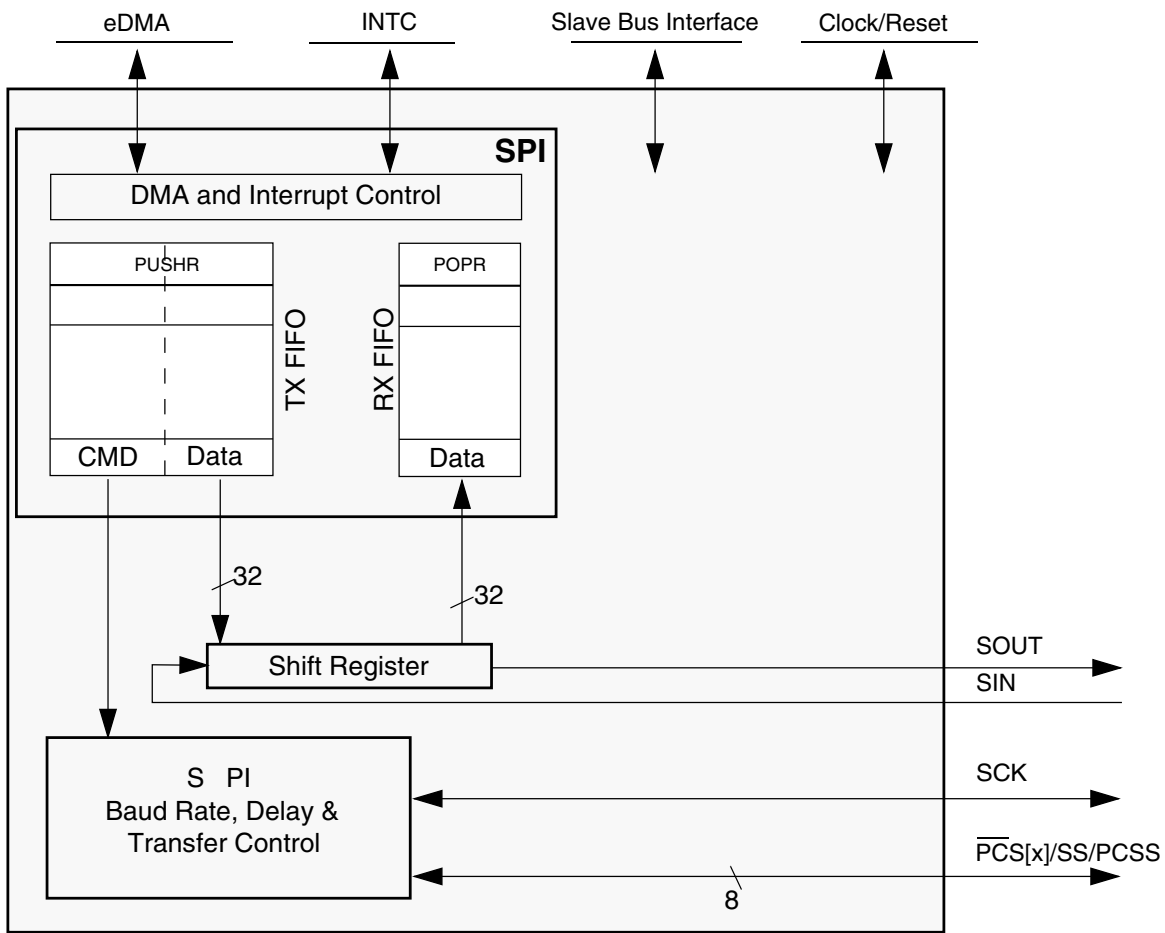 eDMA
INTC
Slave Bus Interface
Clock/Reset
SPI
DMA and Interrupt Control
PUSHR
POPR
TX FIFO
RX FIFO
CMD
Data
Data
32
32
Shift Register
SOUT
SIN
S PI
Baud Rate, Delay &
Transfer Control
SCK
PCS[x]/SS/PCSS
8